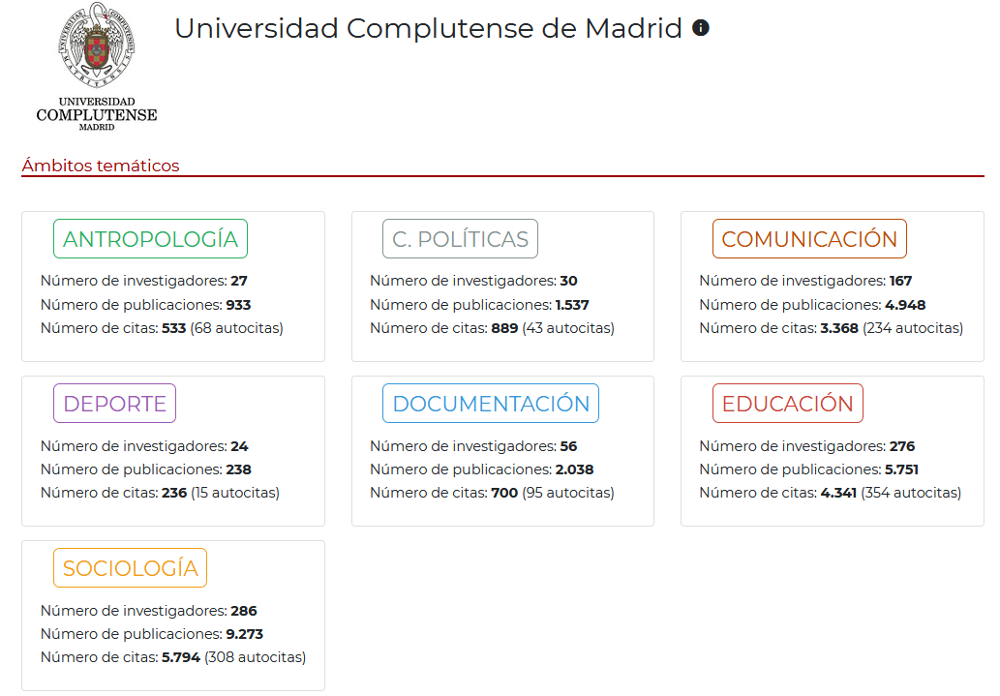 UNIVERSITAS COMPLUTENSIS MATRITENSIS
UNIVERSIDAD
COMPLUTENSE
MADRID
Universidad Complutense de Madrid
Ámbitos temáticos
ANTROPOLOGÍA
Número de investigadores: 27
Número de publicaciones: 933
Número de citas: 533 (68 autocitas)
C. POLÍTICAS
Número de investigadores: 30
Número de publicaciones: 1.537
Número de citas: 889 (43 autocitas)
COMUNICACIÓN
Número de investigadores: 167
Número de publicaciones: 4.948
Número de citas: 3.368 (234 autocitas)
DEPORTE
Número de investigadores: 24
Número de publicaciones: 238
Número de citas: 236 (15 autocitas)
DOCUMENTACIÓN
Número de investigadores: 56
Número de publicaciones: 2.038
Número de citas: 700 (95 autocitas)
EDUCACIÓN
Número de investigadores: 276
Número de publicaciones: 5.751
Número de citas: 4.341 (354 autocitas)
SOCIOLOGÍA
Número de investigadores: 286
Número de publicaciones: 9.273
Número de citas: 5.794 (308 autocitas)